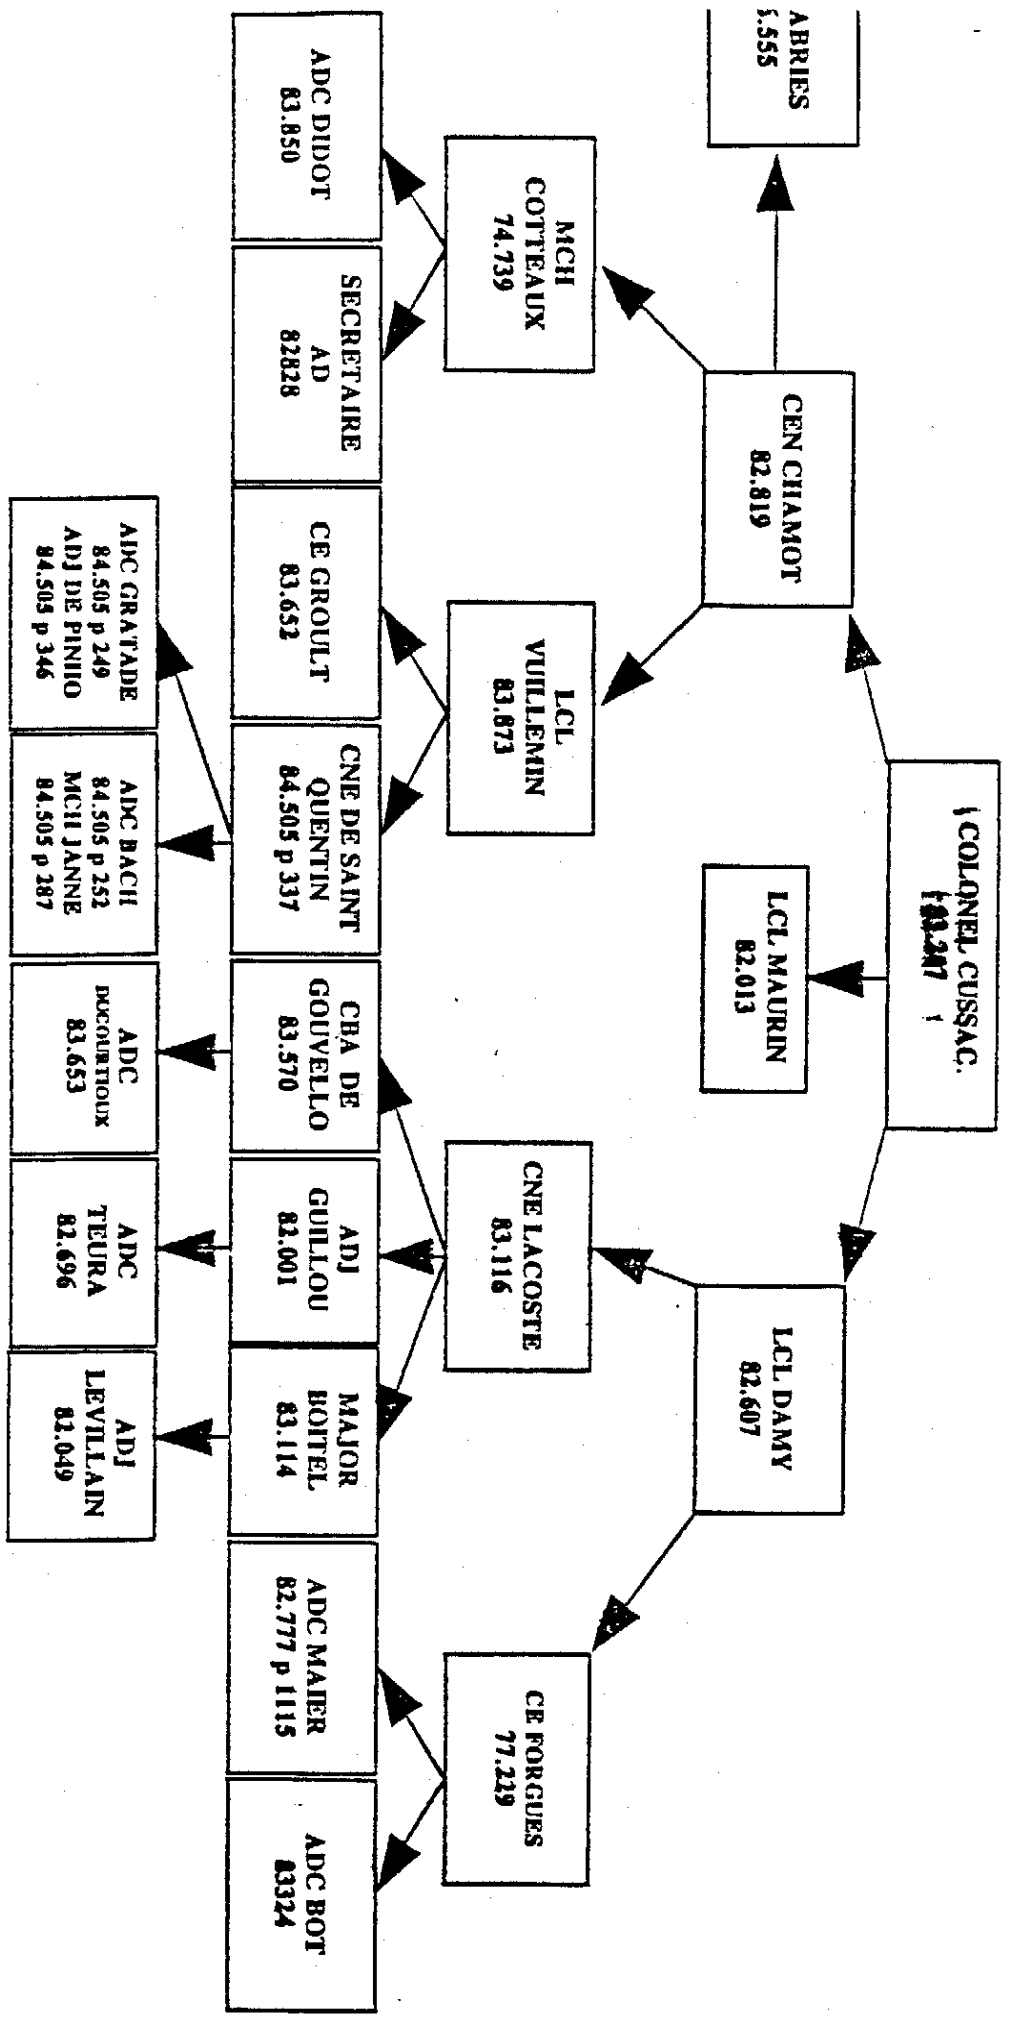 COLONEL CUSSAC.
ABRIES
.555
CEN CHAMOT
82.819
LCL MAURIN
82.013
LCL DAMY
82.607
MCH
COTTEAUX
74.739
LCL
VUILLEMIN
83.873
CNE LACOSTE
83.116
CE FORGUES
77.229
ADC DIDOT
83.850
SECRETAIRE
AD
82828
CE GROULT
83.652
CNE DE SAINT
QUENTIN
84.505 p 337
CBA DE
GOUVELLO
83.570
ADJ
GUILLOU
82.001
MAJOR
BOITEL
83.114
ADC MAIER
82.777 p 1115
ADC BOT
83324
ADC GRATADE
84.505 p 249
ADJ DE PINHO
84.505 p 346
ADC BACH
84.505 p 252
MCH JANNE
84.505 p 287
ADC
DUCOURTIOUX
83.653
ADC
TEURA
82.696
ADJ
LEVILLAIN
82.049